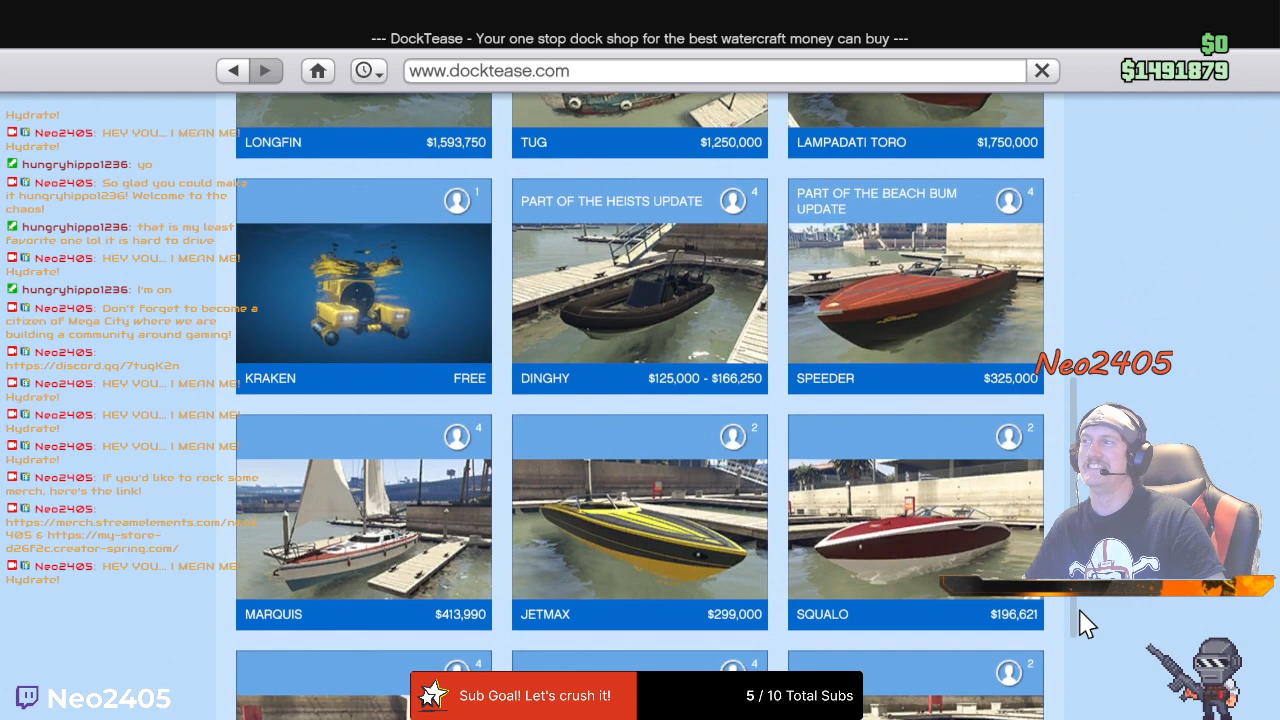 --- DockTease - Your one stop dock shop for the best watercraft money can buy ---
$0
www.docktease.com
$1491879
Hydrate!
Neo2405: HEY YOU... I MEAN ME!
Hydrate!
hungryhippo1236: yo
Neo2405: So glad you could make
it hungryhippo1236! Welcome to the
chaos!
hungryhippo1236: that is my least
favorite one lol it is hard to drive
Neo2405: HEY YOU... I MEAN ME!
Hydrate!
hungryhippo1236: I'm on
Neo2405: Don't forget to become a
citizen of Mega City where we are
building a community around gaming!
Neo2405:
https://discord.gg/7tugK2n
Neo2405: HEY YOU... I MEAN ME!
Hydrate!
Neo2405: HEY YOU... I MEAN ME!
Hydrate!
Neo2405: HEY YOU... I MEAN ME!
Hydrate!
Neo2405: IF you'd like to rock some
merch, here's the link!
Neo2405:
405 & https://my-store-
d26f2c.creator-spring.com/
Neo2405: HEY YOU... I MEAN ME!
Hydrate!
LONGFIN $1,593,750
TUG $1,250,000
LAMPADATI TORO $1,750,000
1
PART OF THE HEISTS UPDATE 4
PART OF THE BEACH BUM
UPDATE
4
KRAKEN FREE
DINGHY $125,000 - $166,250
SPEEDER $325,000
Neo2405
4
2
2
MARQUIS $413,990
JETMAX $299,000
SQUALO $196,621
4
4
2
Neo2405
Sub Goal! Let's crush it! 5 / 10 Total Subs